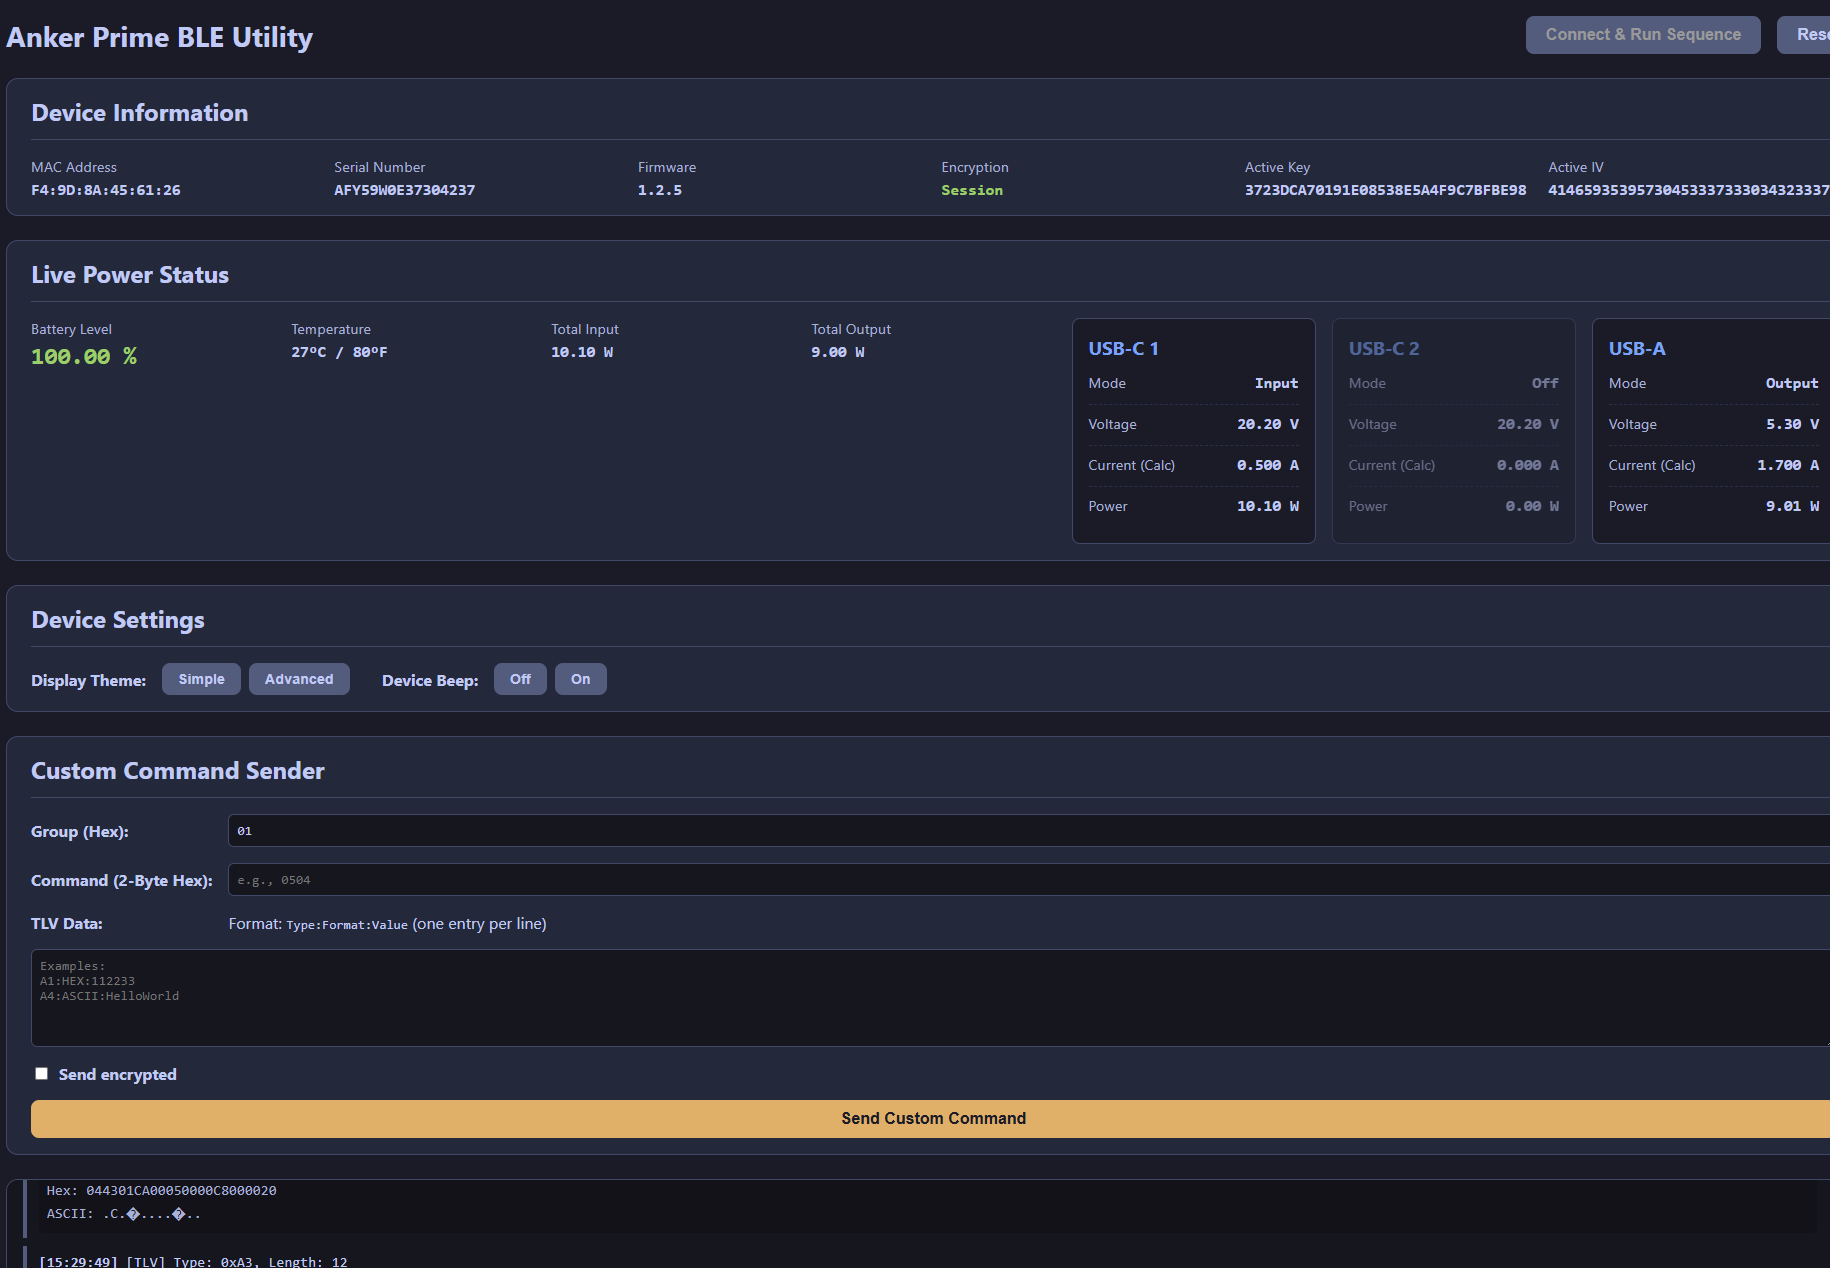 Anker Prime BLE Utility
Connect & Run Sequence
Rese
Device Information
MAC Address
F4:9D:8A:45:61:26
Serial Number
AFY59W0E37304237
Firmware
1.2.5
Encryption
Session
Active Key
3723DCA70191E08538E5A4F9C7BFBE98
Active IV
41465935395730453337333034323337
Live Power Status
Battery Level
100.00 %
Temperature
27ºC / 80ºF
Total Input
10.10 W
Total Output
9.00 W
USB-C 1
Mode Input
Voltage 20.20 V
Current (Calc) 0.500 A
Power 10.10 W
USB-C 2
Mode Off
Voltage 20.20 V
Current (Calc) 0.000 A
Power 0.00 W
USB-A
Mode Output
Voltage 5.30 V
Current (Calc) 1.700 A
Power 9.01 W
Device Settings
Display Theme: Simple Advanced Device Beep: Off On
Custom Command Sender
Group (Hex): 01
Command (2-Byte Hex): e.g., 0504
TLV Data: Format: Type:Format:Value (one entry per line)
Examples:
A1:HEX:112233
A4:ASCII:HelloWorld
Send encrypted
Send Custom Command
Hex: 044301CA00050000C8000020
ASCII: .C.�....�..
[15:29:49] [TLV] Type: 0xA3, Length: 12